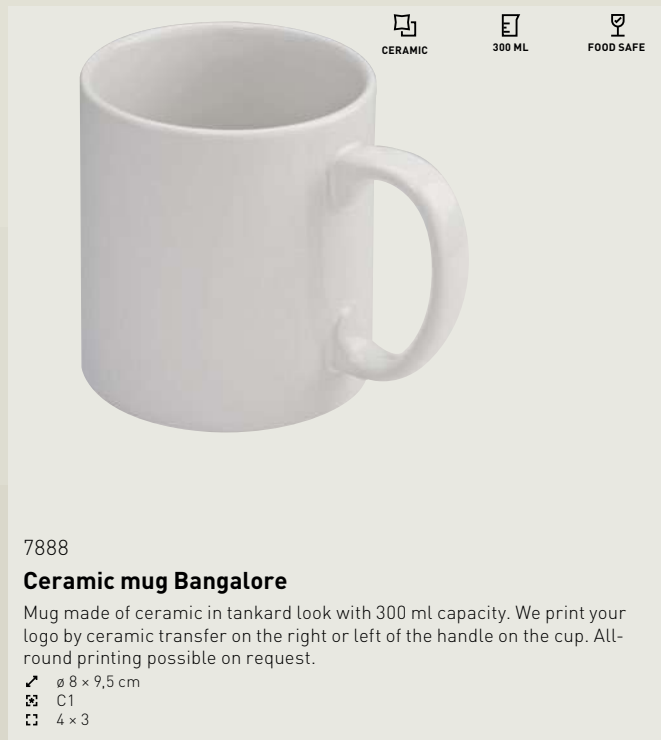 CERAMIC
300 ML
FOOD SAFE
7888
Ceramic mug Bangalore
Mug made of ceramic in tankard look with 300 ml capacity. We print your
logo by ceramic transfer on the right or left of the handle on the cup. All-
round printing possible on request.
ø 8 × 9,5 cm
C1
4 × 3